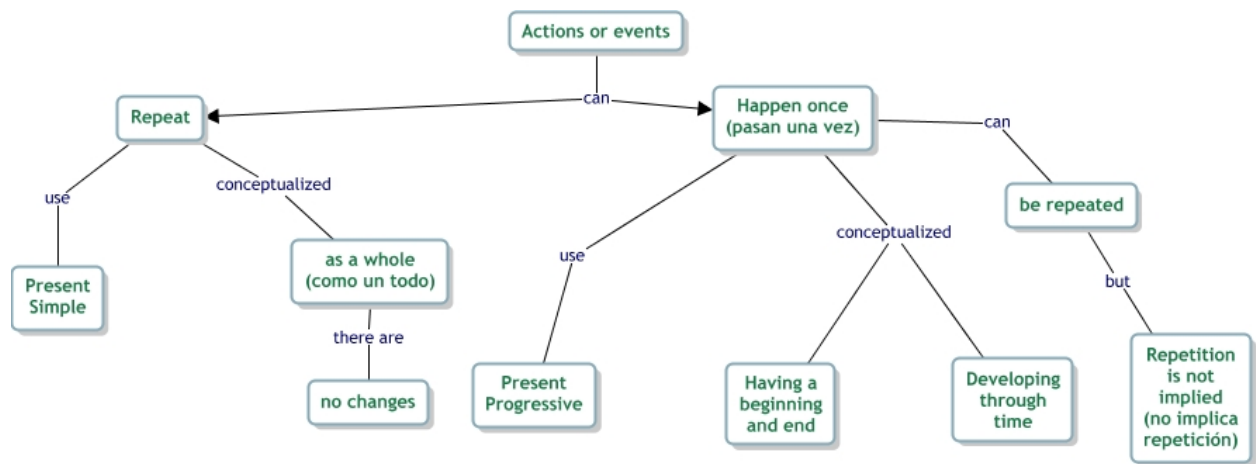 Actions or events
can
Repeat
Happen once
(pasan una vez)
can
use
conceptualized
be repeated
as a whole
(como un todo)
use
conceptualized
but
Present
Simple
there are
no changes
Present
Progressive
Having a
beginning
and end
Developing
through
time
Repetition
is not
implied
(no implica
repetición)